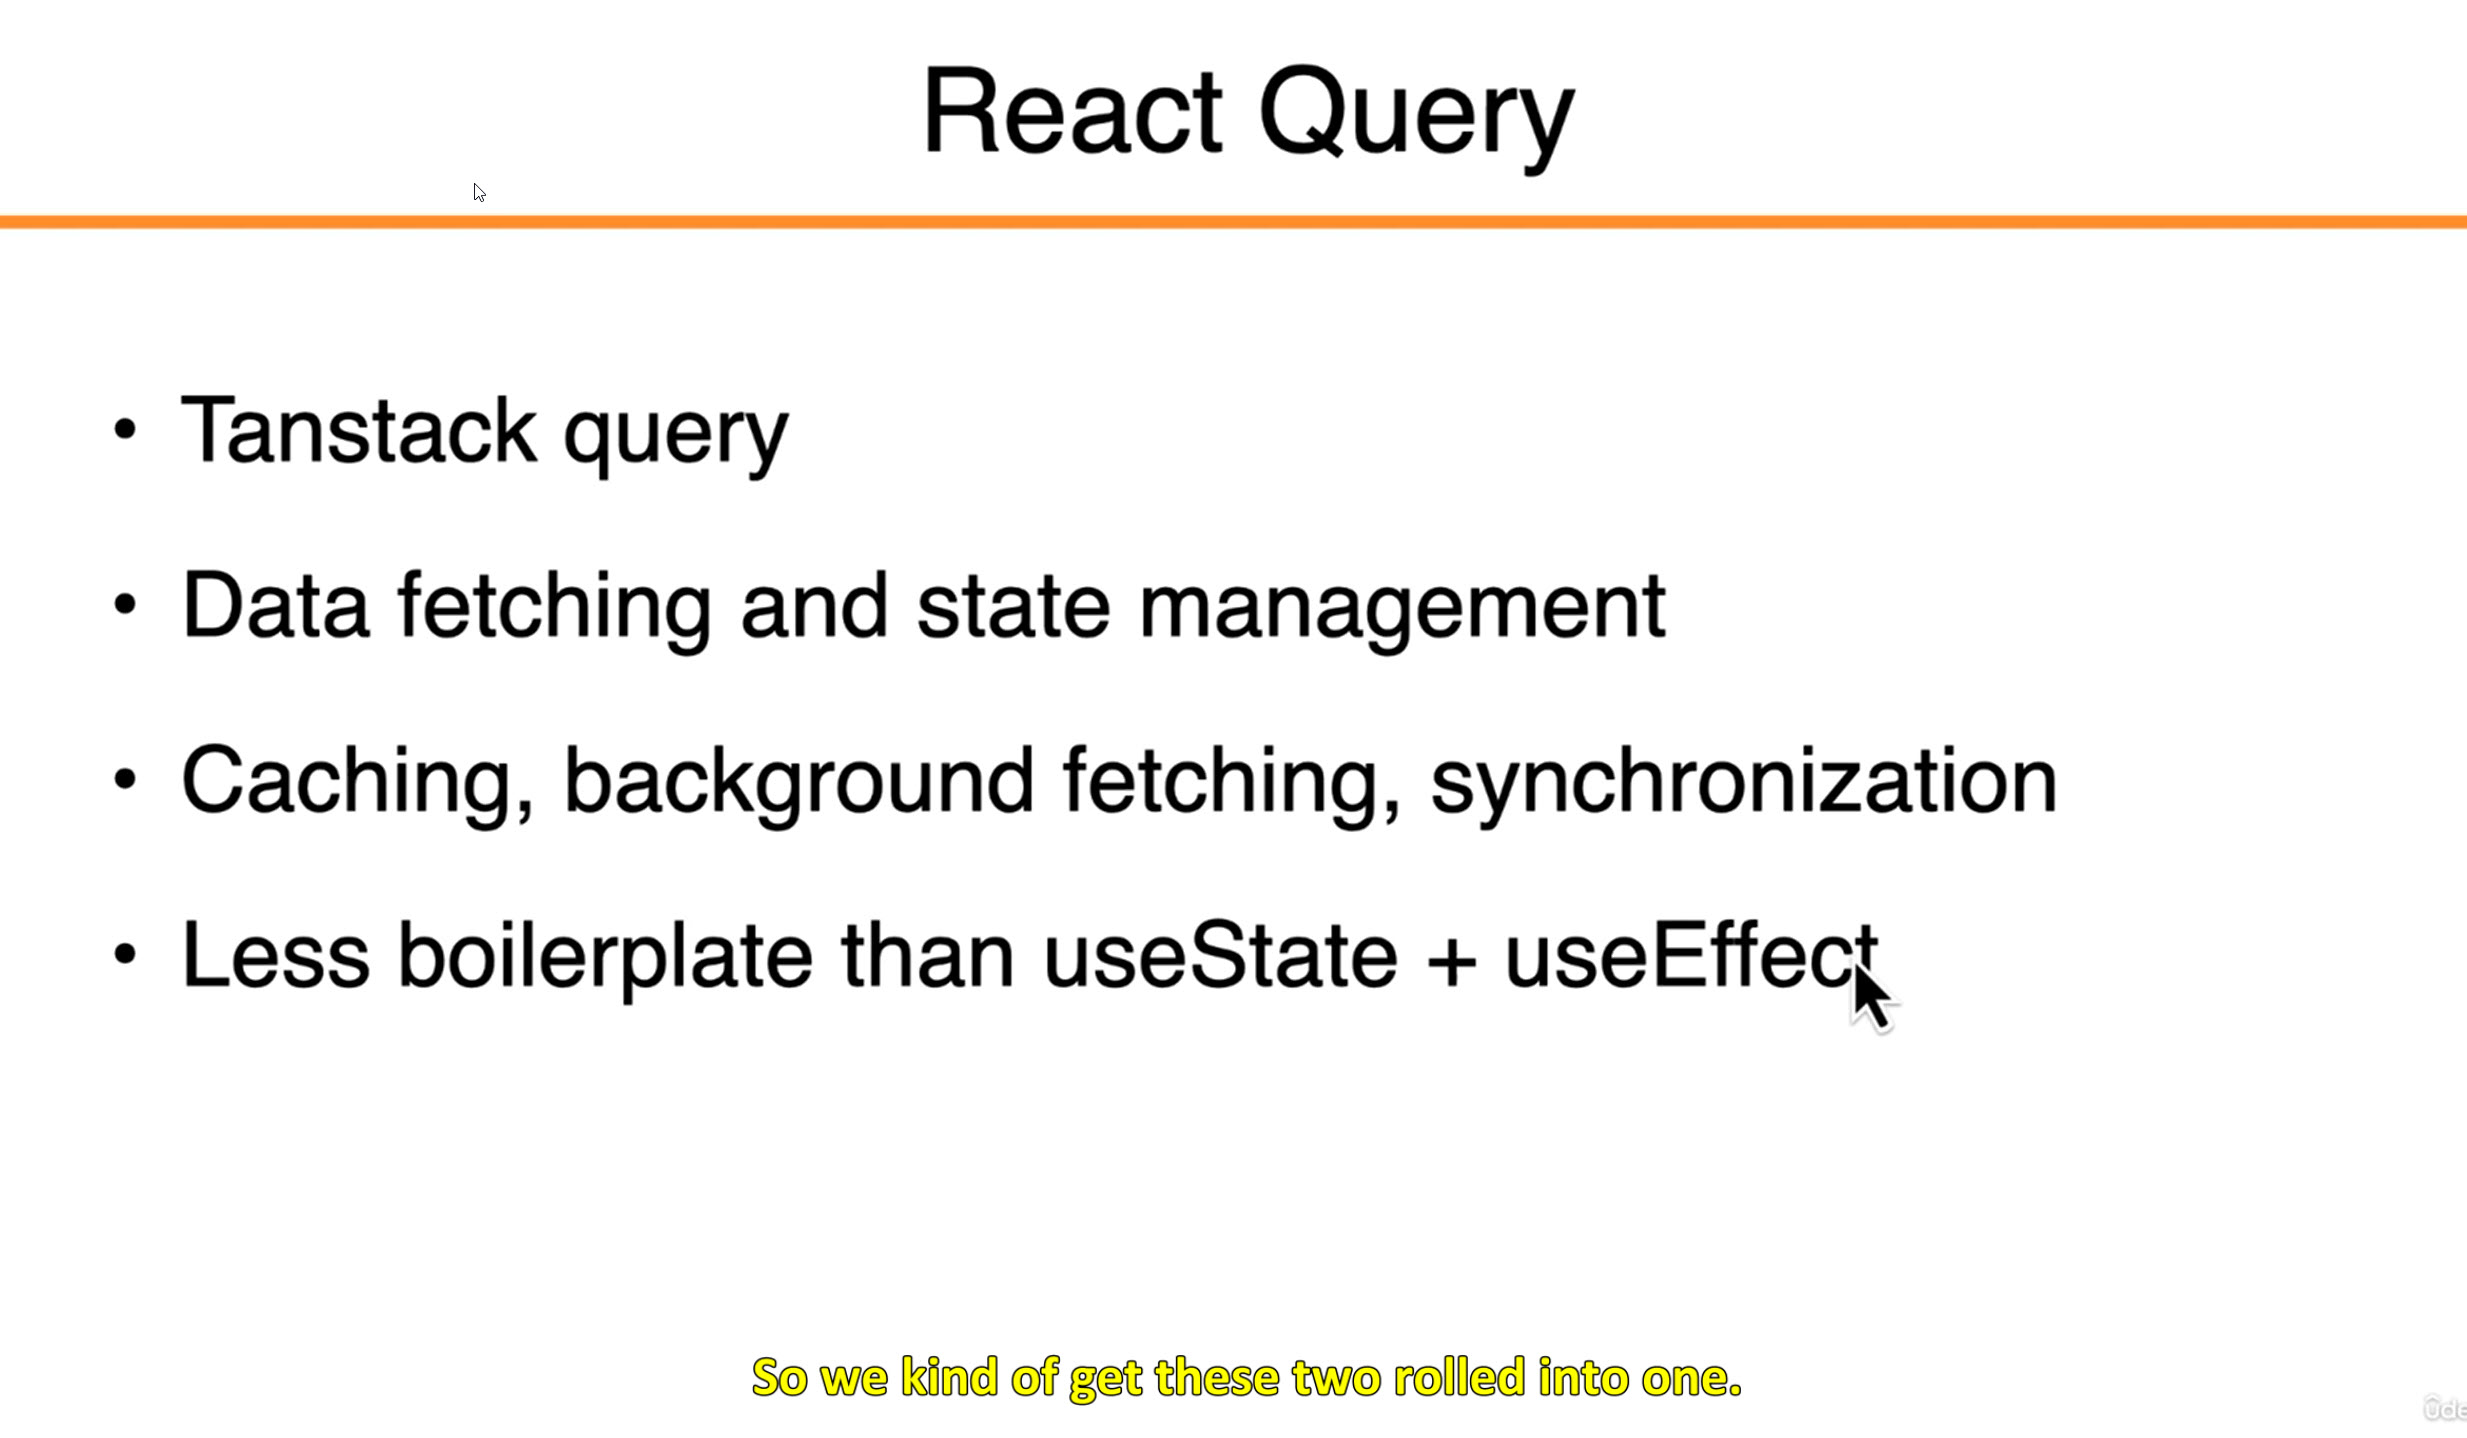 React Query
• Tanstack query
• Data fetching and state management
• Caching, background fetching, synchronization
• Less boilerplate than useState + useEffect
So we kind of get these two rolled into one.